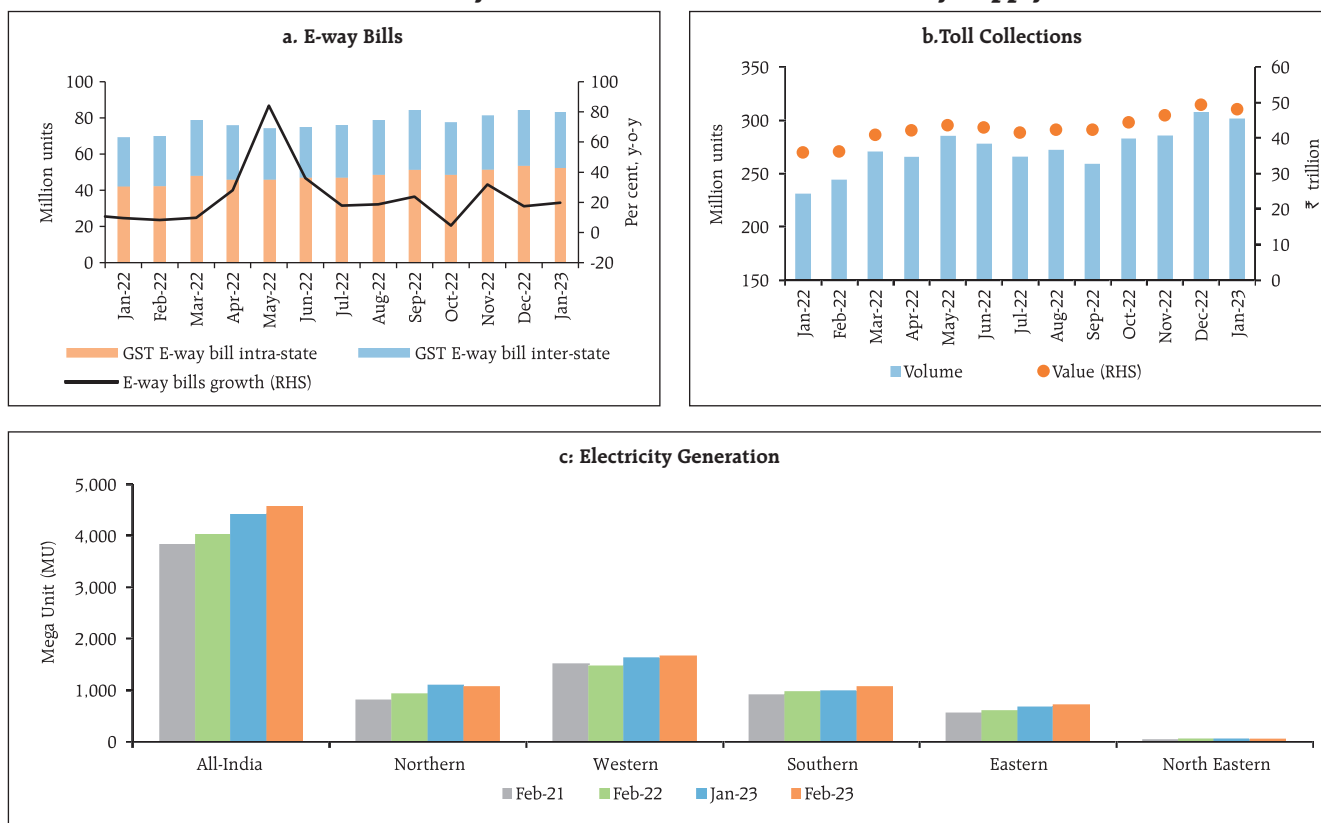 a. E-way Bills
100
80
60
40
20
0
Million units
100
80
60
40
20
0
-20
Per cent, y-o-y
Jan-22
Feb-22
Mar-22
Apr-22
May-22
Jun-22
Jul-22
Aug-22
Sep-22
Oct-22
Nov-22
Dec-22
Jan-23
GST E-way bill intra-state
GST E-way bill inter-state
E-way bills growth (RHS)
b.Toll Collections
350
300
250
200
150
Million units
60
50
40
30
20
10
0
₹ trillion
Jan-22
Feb-22
Mar-22
Apr-22
May-22
Jun-22
Jul-22
Aug-22
Sep-22
Oct-22
Nov-22
Dec-22
Jan-23
Volume
Value (RHS)
c: Electricity Generation
5,000
4,000
3,000
2,000
1,000
0
Mega Unit (MU)
All-India
Northern
Western
Southern
Eastern
North Eastern
Feb-21
Feb-22
Jan-23
Feb-23